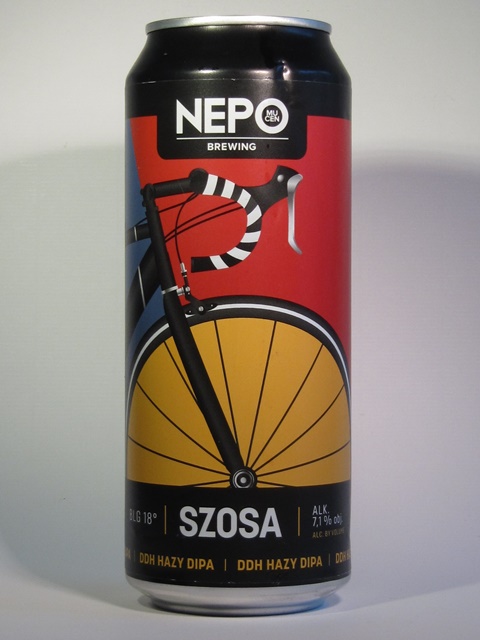 NEPO
MU
CEN
BREWING
BLG 18°
SZOSA
ALK.
7,1 % obj.
ALC. BY VOLUME
DDH HAZY DIPA | DDH HAZY DIPA | DDH